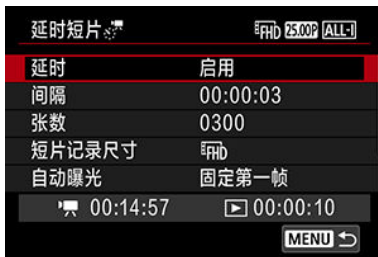 延时短片 FHD 25.00P ALL-I
延时 启用
间隔 00:00:03
张数 0300
短片记录尺寸 FHD
自动曝光 固定第一帧
00:14:57 00:00:10
MENU